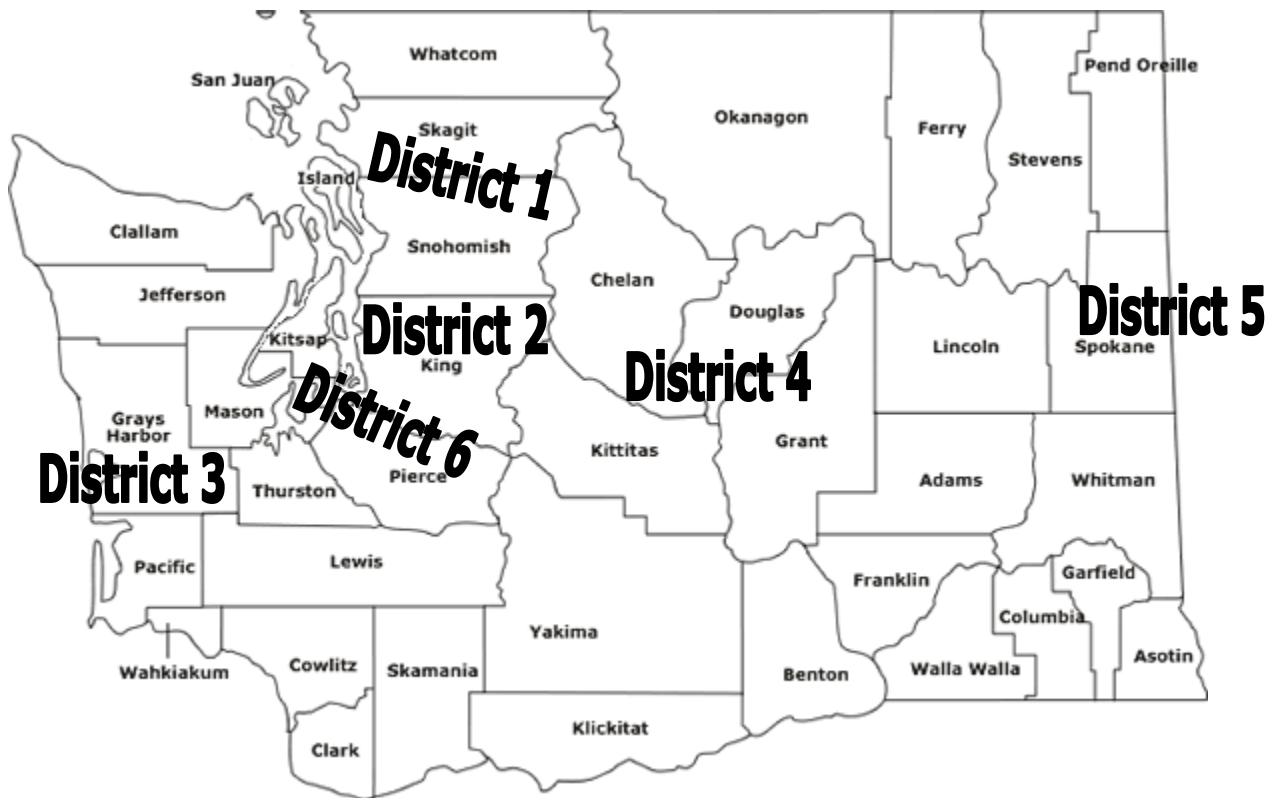 Whatcom
Pend Oreille
San Juan
Okanagon
Ferry
Skagit
Stevens
District 1
Island
Clallam
Snohomish
Chelan
Jefferson
Douglas
District 5
District 2
Kitsap
Lincoln
Spokane
King
District 4
District 6
Mason
Grays
Harbor
Grant
Kittitas
District 3
Pierce
Thurston
Adams
Whitman
Lewis
Pacific
Garfield
Franklin
Columbia
Yakima
Wahkiakum
Cowlitz
Skamania
Walla Walla
Asotin
Benton
Klickitat
Clark